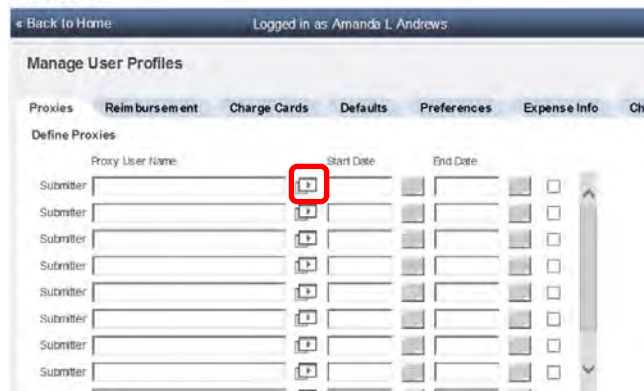 « Back to Home Logged in as Amanda L Andrews
Manage User Profiles
Proxies Reimbursement Charge Cards Defaults Preferences Expense Info Ch
Define Proxies
Proxy User Name Start Date End Date
Submitter
Submitter
Submitter
Submitter
Submitter
Submitter
Submitter
Submitter